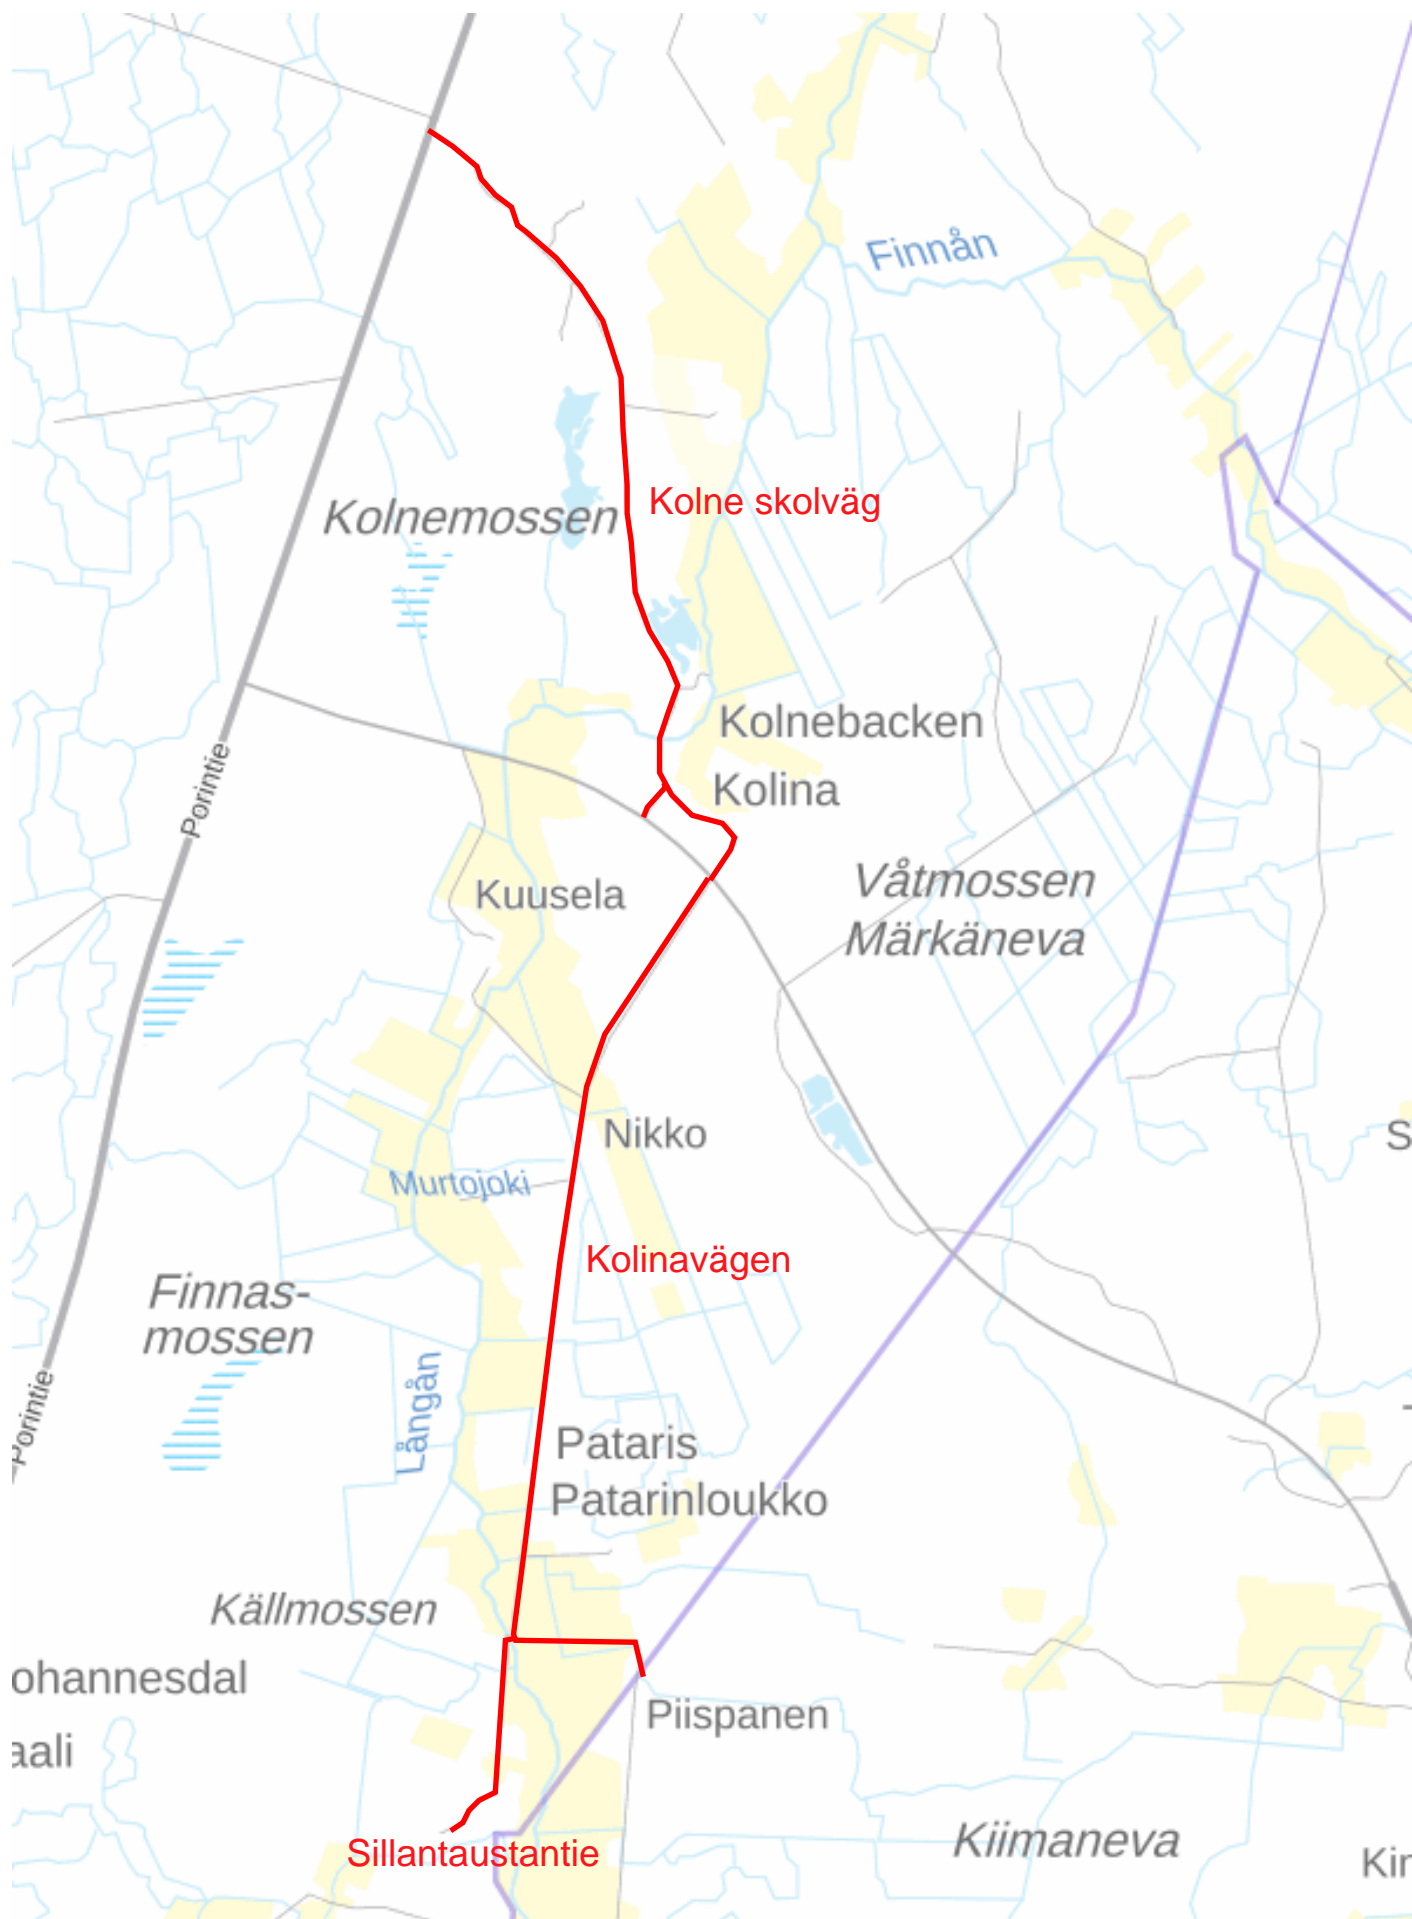 Finnån
Kolnemossen
Kolne skolväg
Kolnebacken
Kolina
Porintie
Kuusela
Våtmossen
Märkäneva
Nikko
S
Murtojoki
Kolinavägen
Finnas-
mossen
Långån
Porintie
Pataris
Patarinloukko
Källmossen
ohannesdal
Piispanen
aali
Sillantaustantie
Kiimaneva
Kir